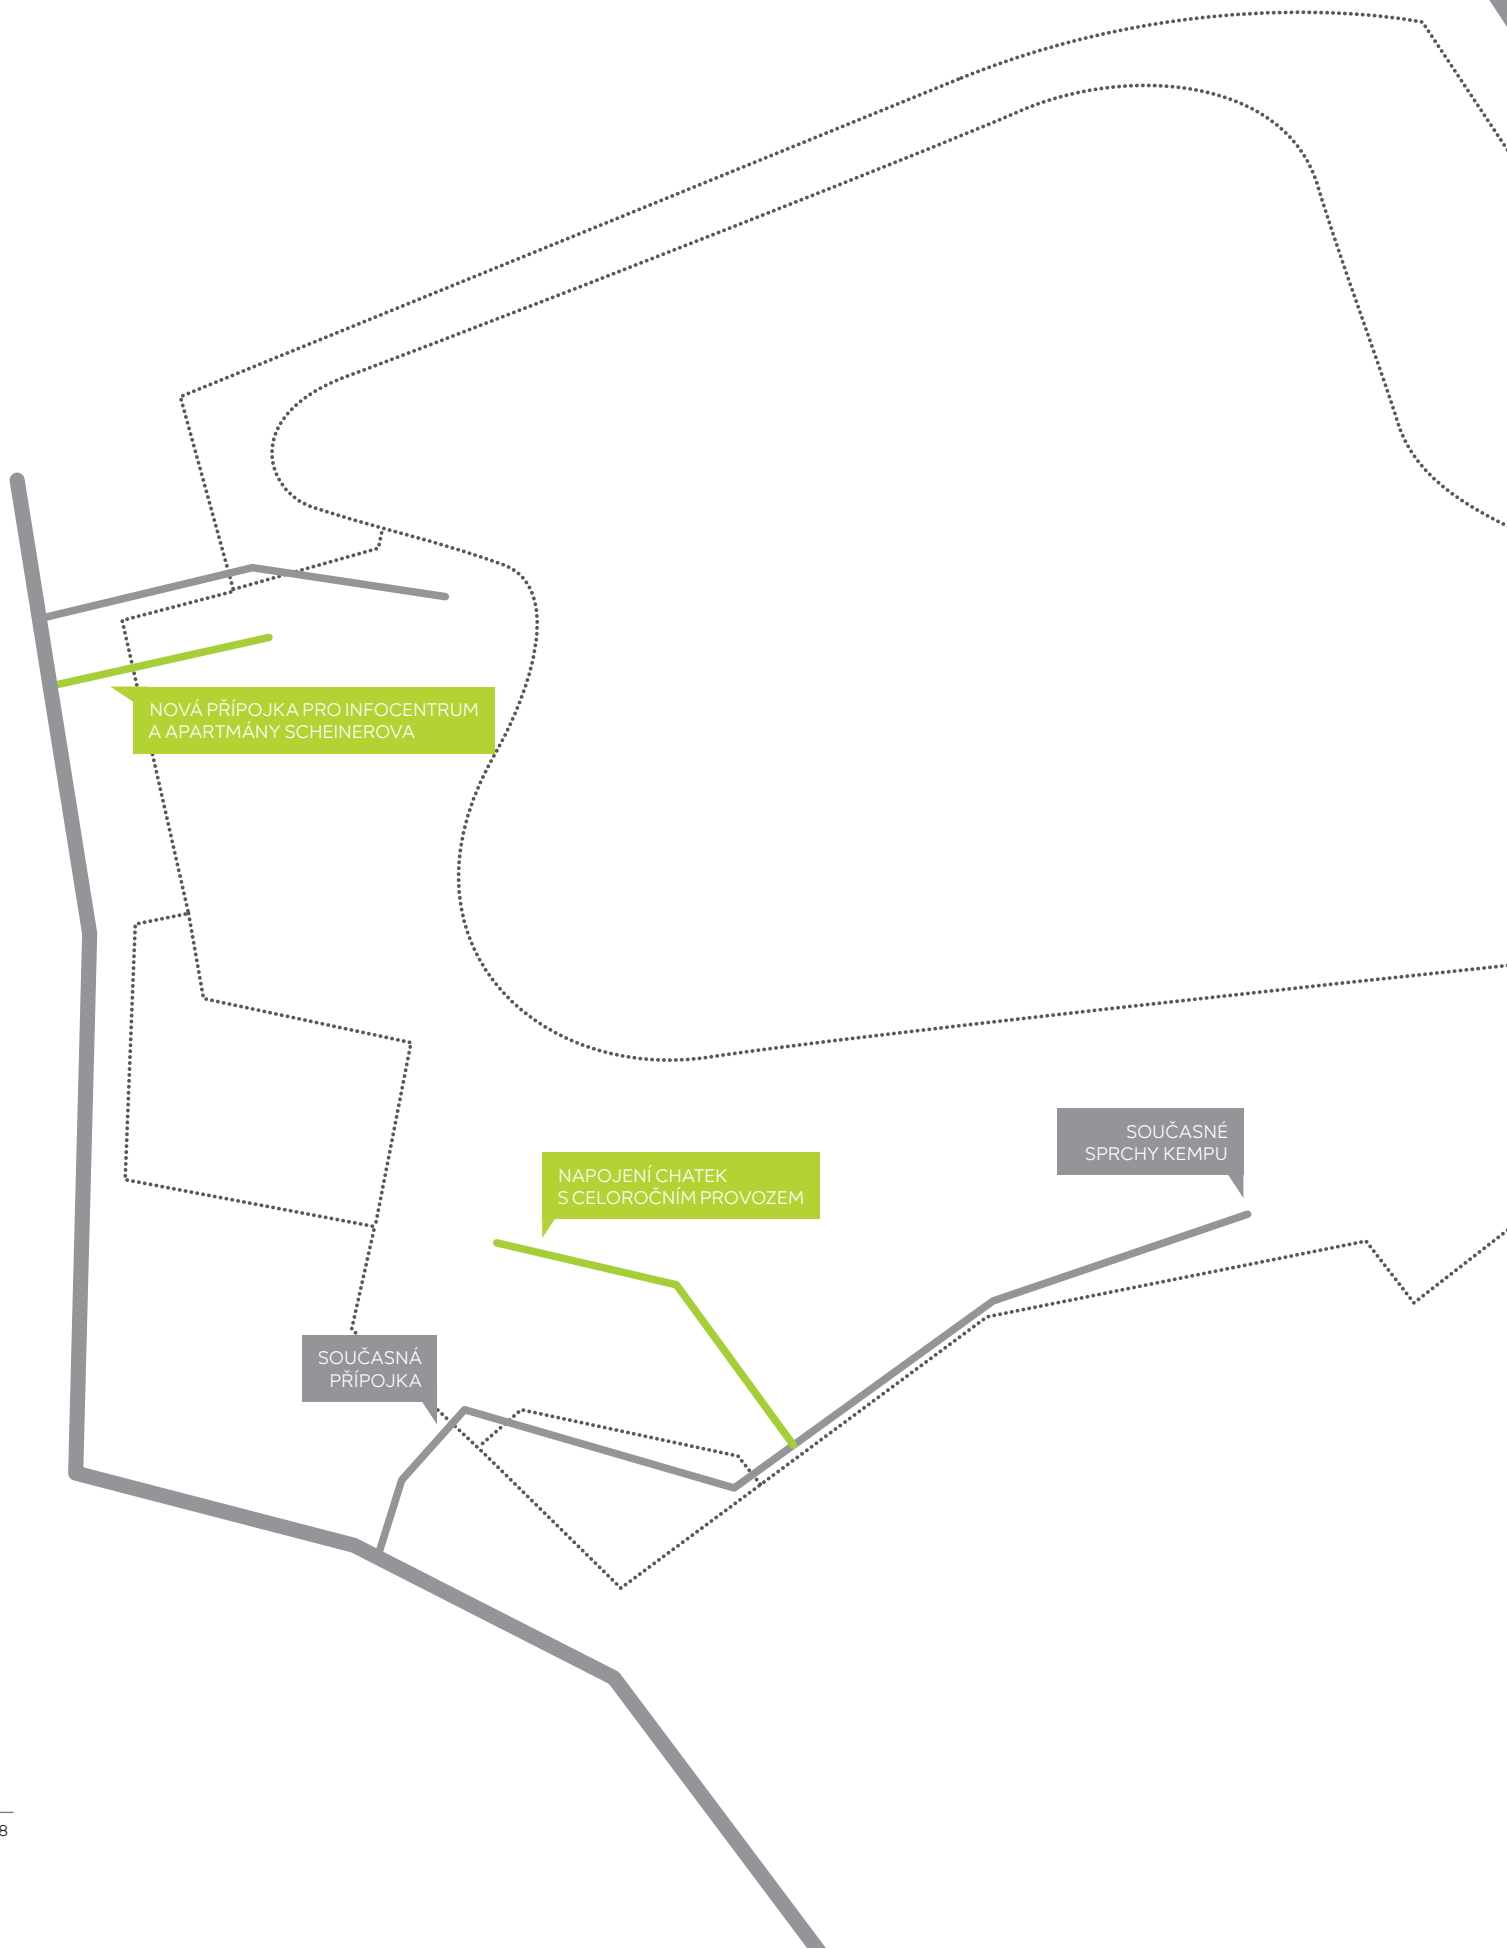 NOVÁ PŘÍPOJKA PRO INFOCENTRUM
A APARTMÁNY SCHEINEROVA
SOUČASNÉ
SPRCHY KEMPU
NAPOJENÍ CHATEK
S CELOROČNÍM PROVOZEM
SOUČASNÁ
PŘÍPOJKA
8